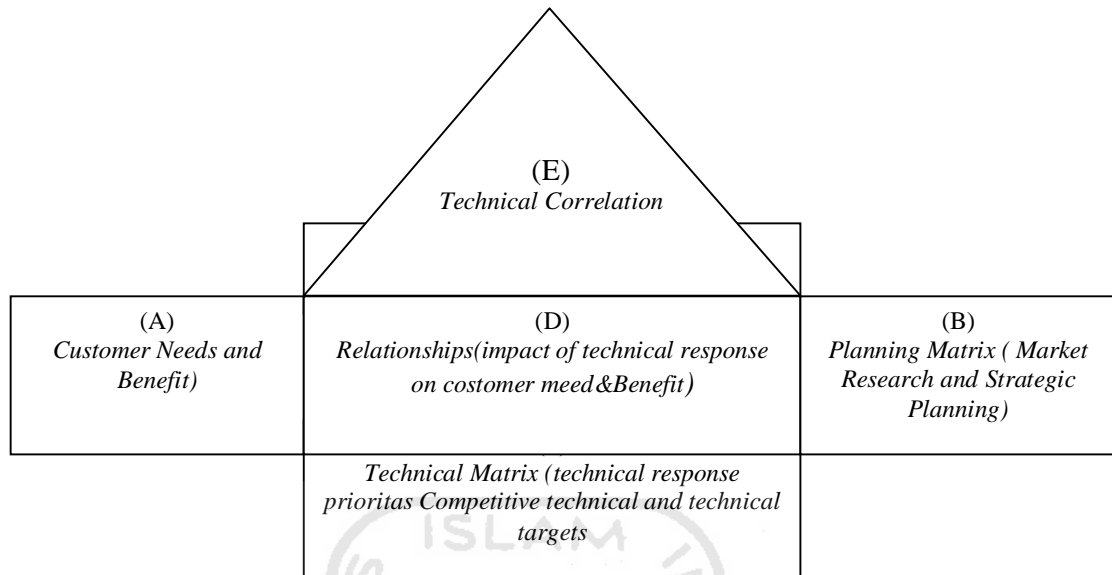 (E)
Technical Correlation
(A)
Customer Needs and
Benefit)
(D)
Relationships(impact of technical response
on costomer meed&Benefit)
(B)
Planning Matrix ( Market
Research and Strategic
Planning)
Technical Matrix (technical response
prioritas Competitive technical and technical
targets
ISLAM